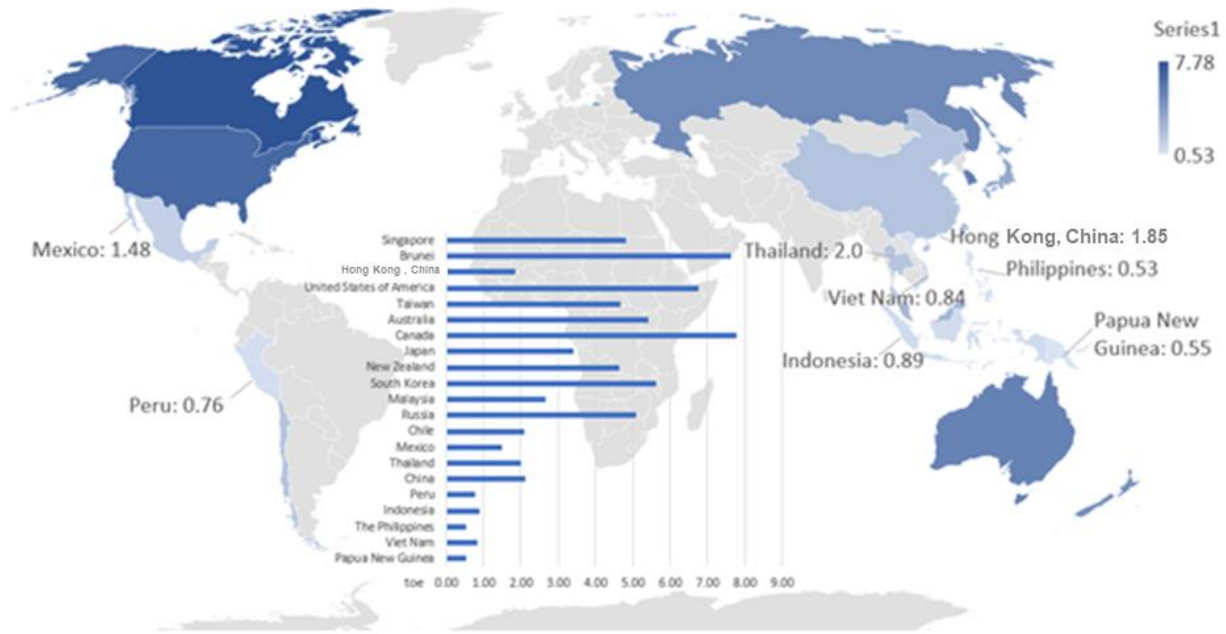 Series1
7.78
0.53
Mexico: 1.48
Peru: 0.76
Thailand: 2.0
Hong Kong, China: 1.85
Philippines: 0.53
Viet Nam: 0.84
Papua New
Guinea: 0.55
Indonesia: 0.89
Singapore
Brunei
Hong Kong , China
United States of America
Taiwan
Australia
Canada
Japan
New Zealand
South Korea
Malaysia
Russia
Chile
Mexico
Thailand
China
Peru
Indonesia
The Philippines
Viet Nam
Papua New Guinea
toe 0.00 1.00 2.00 3.00 4.00 5.00 6.00 7.00 8.00 9.00